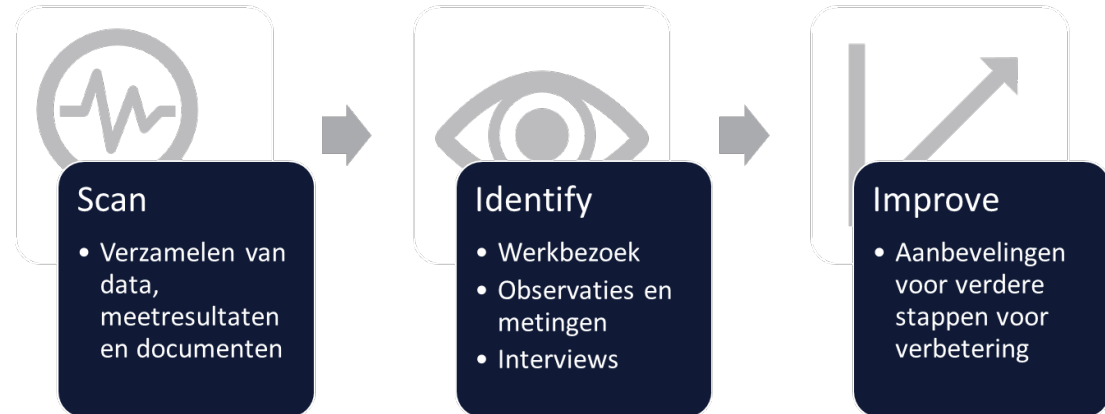 Scan
• Verzamelen van
data,
meetresultaten
en documenten
Identify
• Werkbezoek
• Observaties en
metingen
• Interviews
Improve
• Aanbevelingen
voor verdere
stappen voor
verbetering